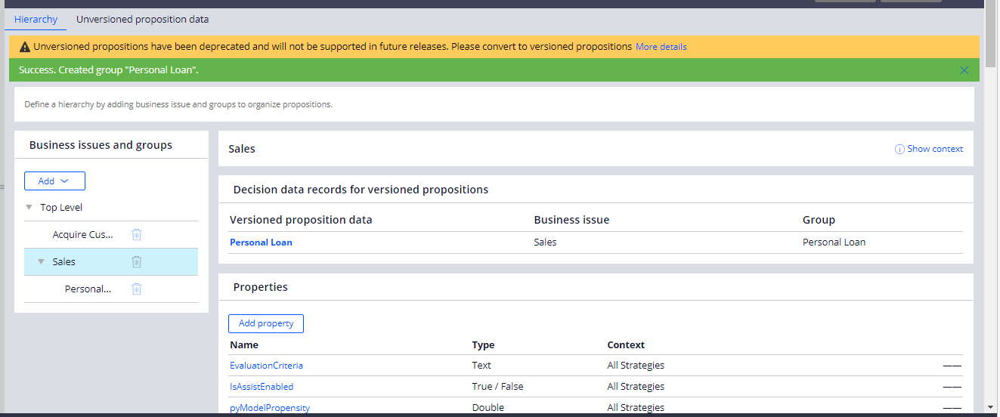 Hierarchy Unversioned proposition data
Unversioned propositions have been deprecated and will not be supported in future releases. Please convert to versioned propositions More details
Success. Created group "Personal Loan".
Define a hierarchy by adding business issue and groups to organize propositions.
Business issues and groups
Add
Top Level
Acquire Cus...
Sales
Personal...
Sales
Show context
Decision data records for versioned propositions
Versioned proposition data Business issue Group
Personal Loan Sales Personal Loan
Properties
Add property
Name Type Context
EvaluationCriteria Text All Strategies ——
IsAssistEnabled True / False All Strategies ——
pyModelPropensity Double All Strategies ——